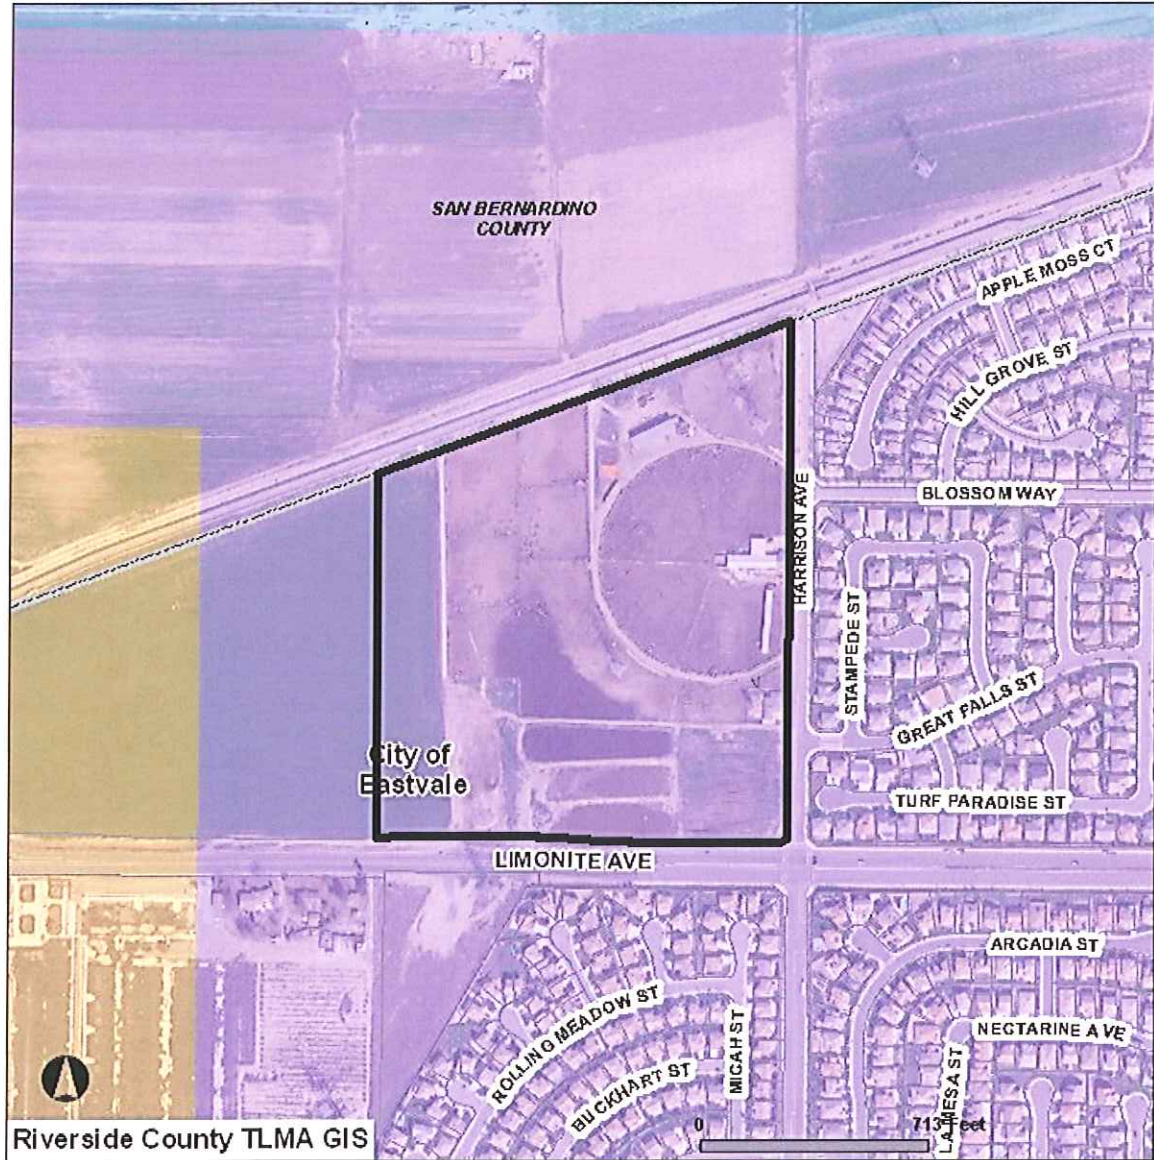 SAN BERNARDINO
COUNTY
APPLE MOSS CT
HILL GROVE ST
BLOSSOM WAY
HARRISON AVE
STAMPEDE ST
GREAT FALLS ST
City of
Eastvale
TURF PARADISE ST
LIMONITE AVE
ARCADIA ST
ROLLING MEADOW ST
MICAH ST
NECTARINE AVE
BUCKHART ST
LA MESA ST
0
713 Feet
Riverside County TLMA GIS